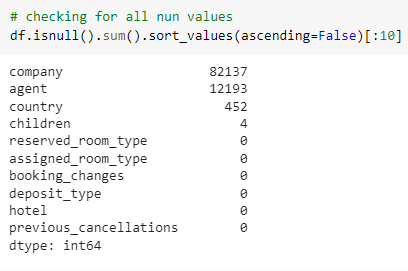 # checking for all nun values
df.isnull().sum().sort_values(ascending=False)[:10]
company 82137
agent 12193
country 452
children 4
reserved_room_type 0
assigned_room_type 0
booking_changes 0
deposit_type 0
hotel 0
previous_cancellations 0
dtype: int64